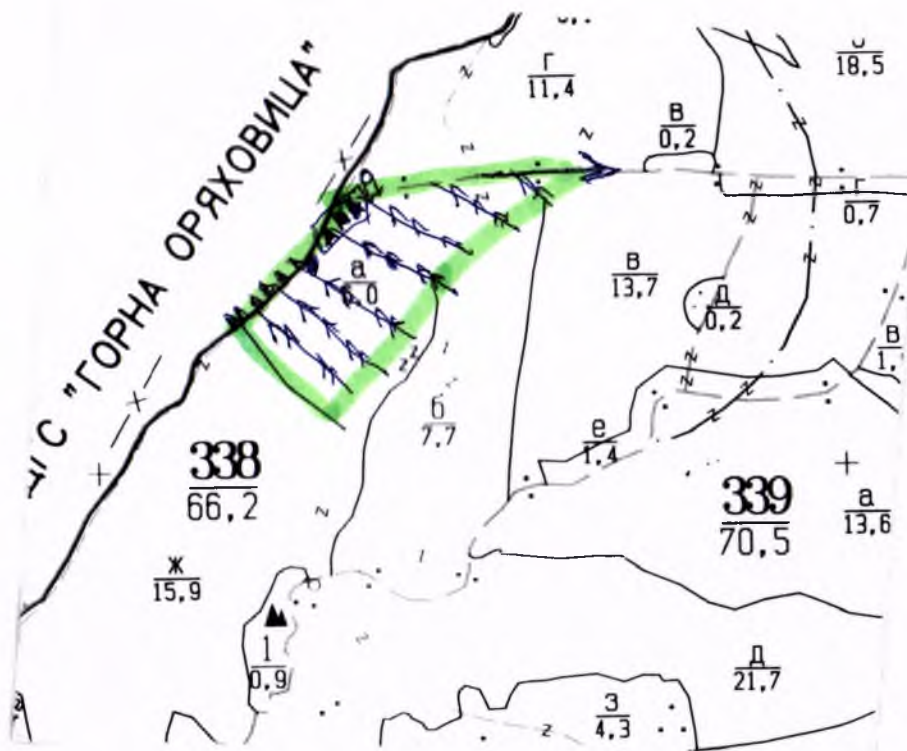 Г
11,4
18,5
В
0,2
С "ГОРНА ОРЯХОВИЦА"
Г
0,7
а
В
13,7
Д
0,2
В
1,
б
7,7
е
1,4
338
66,2
339
70,5
а
13,6
Ж
15,9
1
0,9
Д
21,7
З
4,3